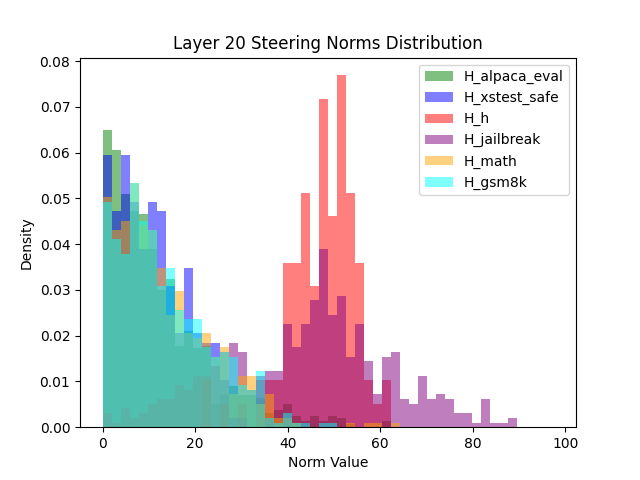 Layer 20 Steering Norms Distribution
H_alpaca_eval
H_xstest_safe
H_h
H_jailbreak
H_math
H_gsm8k
Density
0.08
0.07
0.06
0.05
0.04
0.03
0.02
0.01
0.00
0 20 40 60 80 100
Norm Value